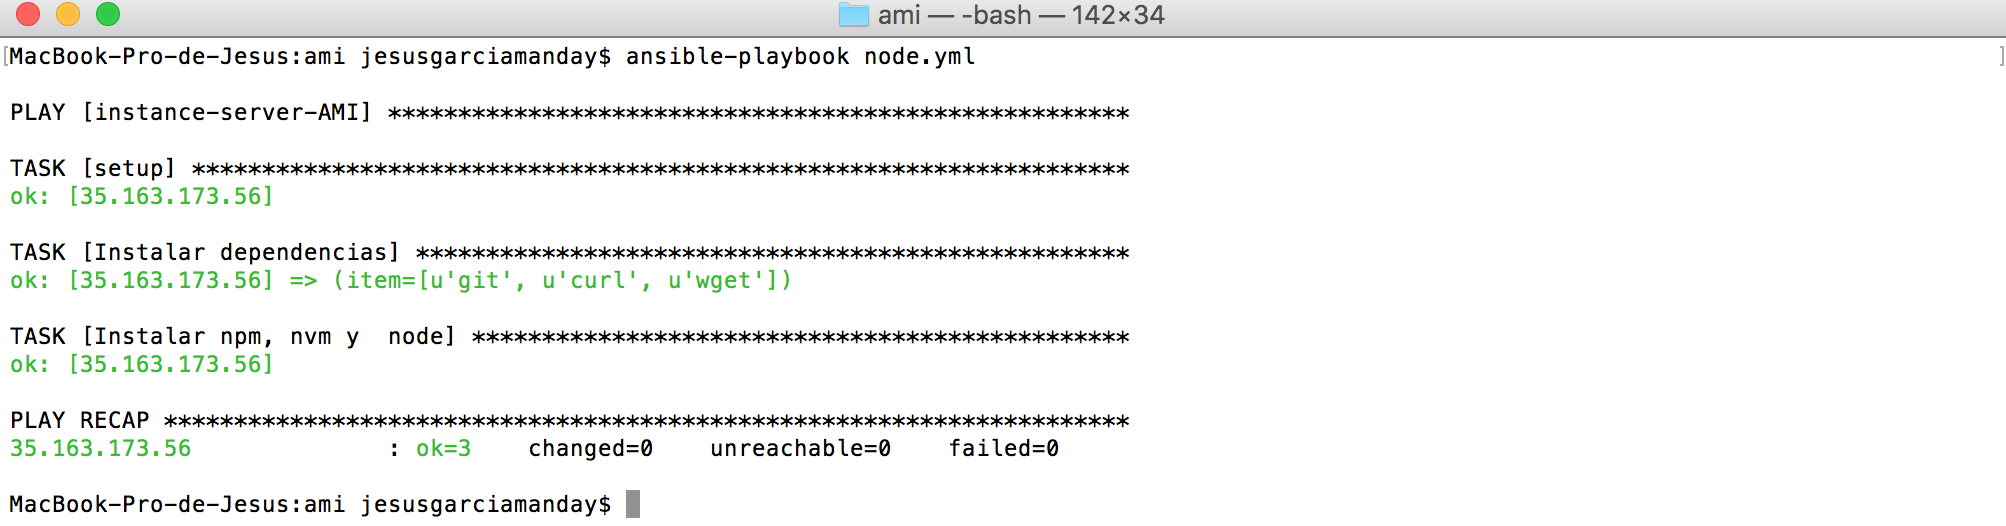 ami — -bash — 142×34
[MacBook-Pro-de-Jesus:ami jesusgarciamanday$ ansible-playbook node.yml ]
PLAY [instance-server-AMI] *****************************************************
TASK [setup] *******************************************************************
ok: [35.163.173.56]
TASK [Instalar dependencias] ***************************************************
ok: [35.163.173.56] => (item=[u'git', u'curl', u'wget'])
TASK [Instalar npm, nvm y  node] ***********************************************
ok: [35.163.173.56]
PLAY RECAP *********************************************************************
35.163.173.56              : ok=3    changed=0    unreachable=0    failed=0
MacBook-Pro-de-Jesus:ami jesusgarciamanday$